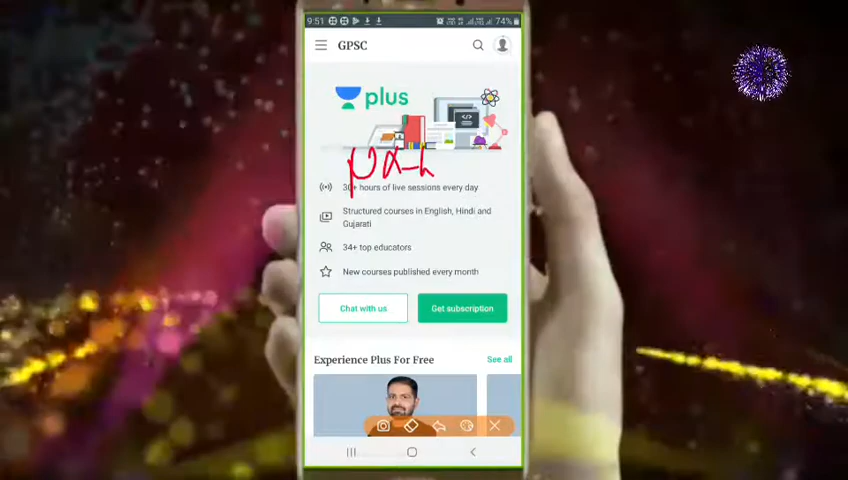 9:51 74%
GPSC
plus
30+ hours of live sessions every day
Structured courses in English, Hindi and
Gujarati
34+ top educators
New courses published every month
Chat with us
Get subscription
Experience Plus For Free
See all